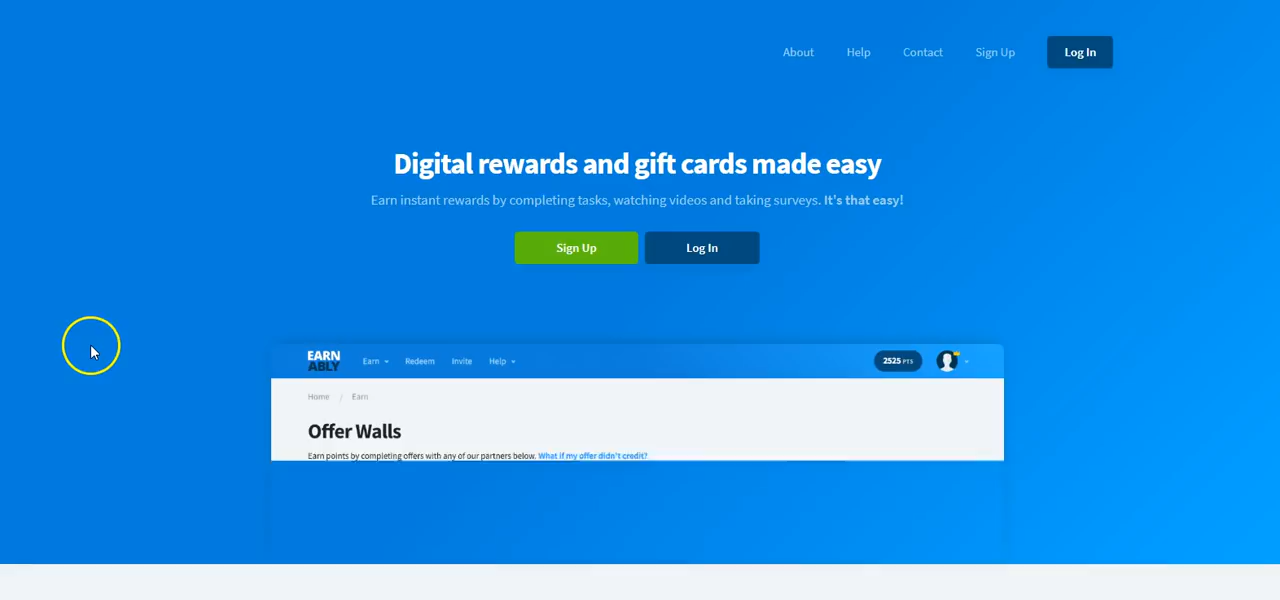 About Help Contact Sign Up Log In
Digital rewards and gift cards made easy
Earn instant rewards by completing tasks, watching videos and taking surveys. It's that easy!
Sign Up Log In
EARN
ABLY
Earn Redeem Invite Help 2525 PTS
Home / Earn
Offer Walls
Earn points by completing offers with any of our partners below. What if my offer didn't credit?